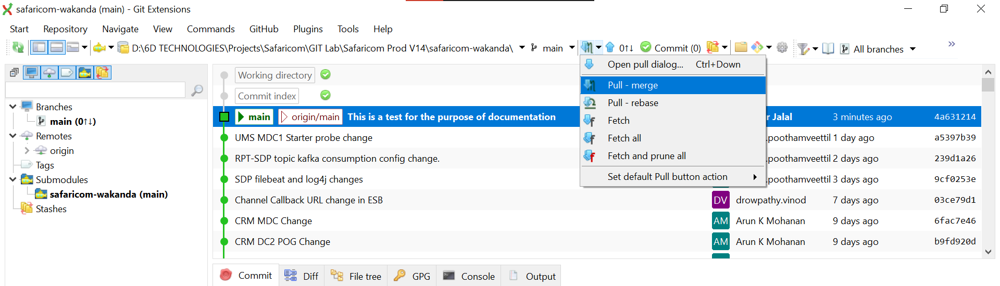 safaricom-wakanda (main) - Git Extensions
Start Repository Navigate View Commands GitHub Plugins Tools Help
D:\6D TECHNOLOGIES\Projects\Safaricom\GIT Lab\Safaricom Prod V14\safaricom-wakanda\ main 0↑↓ Commit (0) All branches »
Open pull dialog... Ctrl+Down
Pull - merge
Pull - rebase
Fetch
Fetch all
Fetch and prune all
Set default Pull button action
Branches
main (0↑↓)
Remotes
origin
Tags
Submodules
safaricom-wakanda (main)
Stashes
Working directory
Commit index
main origin/main This is a test for the purpose of documentation r Jalal 3 minutes ago 4a631214
UMS MDC1 Starter probe change .poothamveettil 1 day ago a5397b39
RPT-SDP topic kafka consumption config change. .poothamveettil 2 days ago 239d1a26
SDP filebeat and log4j changes .poothamveettil 3 days ago 9cf0253e
Channel Callback URL change in ESB DV drowpathy.vinod 7 days ago 03ce79d1
CRM MDC Change AM Arun K Mohanan 9 days ago 6fac7e46
CRM DC2 POG Change AM Arun K Mohanan 9 days ago b9fd920d
Commit Diff File tree GPG Console Output